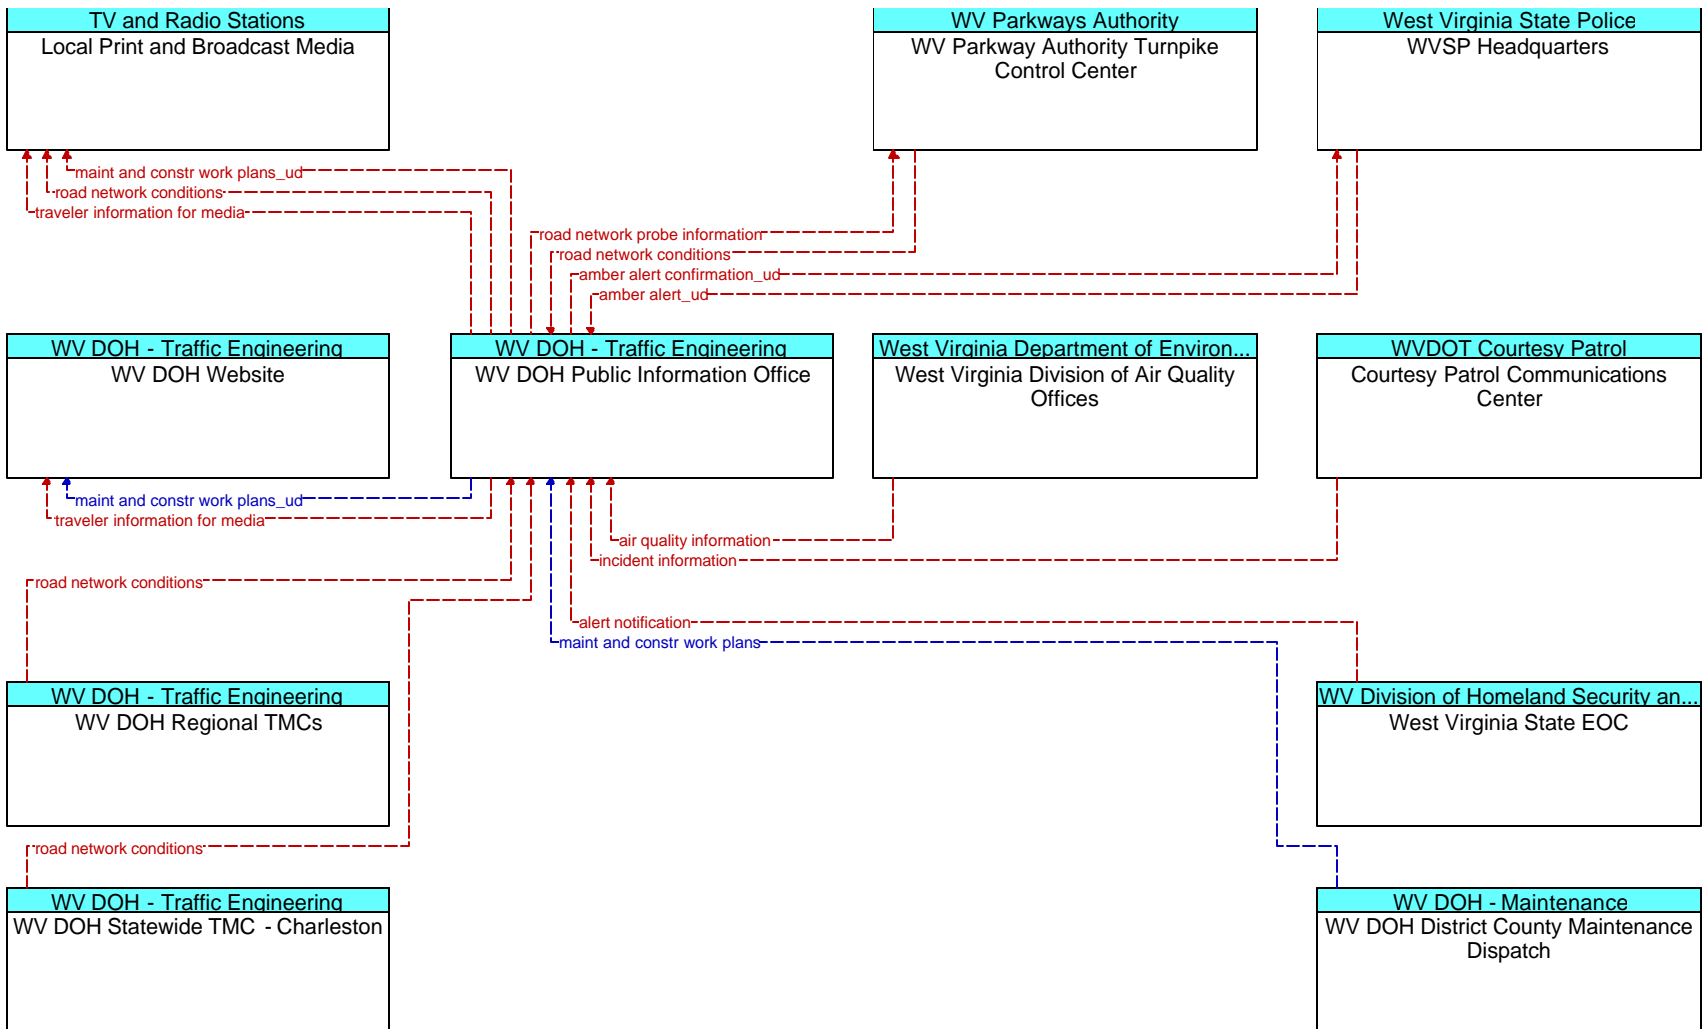 TV and Radio Stations
Local Print and Broadcast Media
WV Parkways Authority
WV Parkway Authority Turnpike
Control Center
West Virginia State Police
WVSP Headquarters
maint and constr work plans_ud
road network conditions
traveler information for media
road network probe information
road network conditions
amber alert confirmation_ud
amber alert_ud
WV DOH - Traffic Engineering
WV DOH Website
WV DOH - Traffic Engineering
WV DOH Public Information Office
West Virginia Department of Environ...
West Virginia Division of Air Quality
Offices
WVDOT Courtesy Patrol
Courtesy Patrol Communications
Center
maint and constr work plans_ud
traveler information for media
air quality information
incident information
road network conditions
alert notification
maint and constr work plans
WV DOH - Traffic Engineering
WV DOH Regional TMCs
WV Division of Homeland Security an...
West Virginia State EOC
road network conditions
WV DOH - Traffic Engineering
WV DOH Statewide TMC - Charleston
WV DOH - Maintenance
WV DOH District County Maintenance
Dispatch